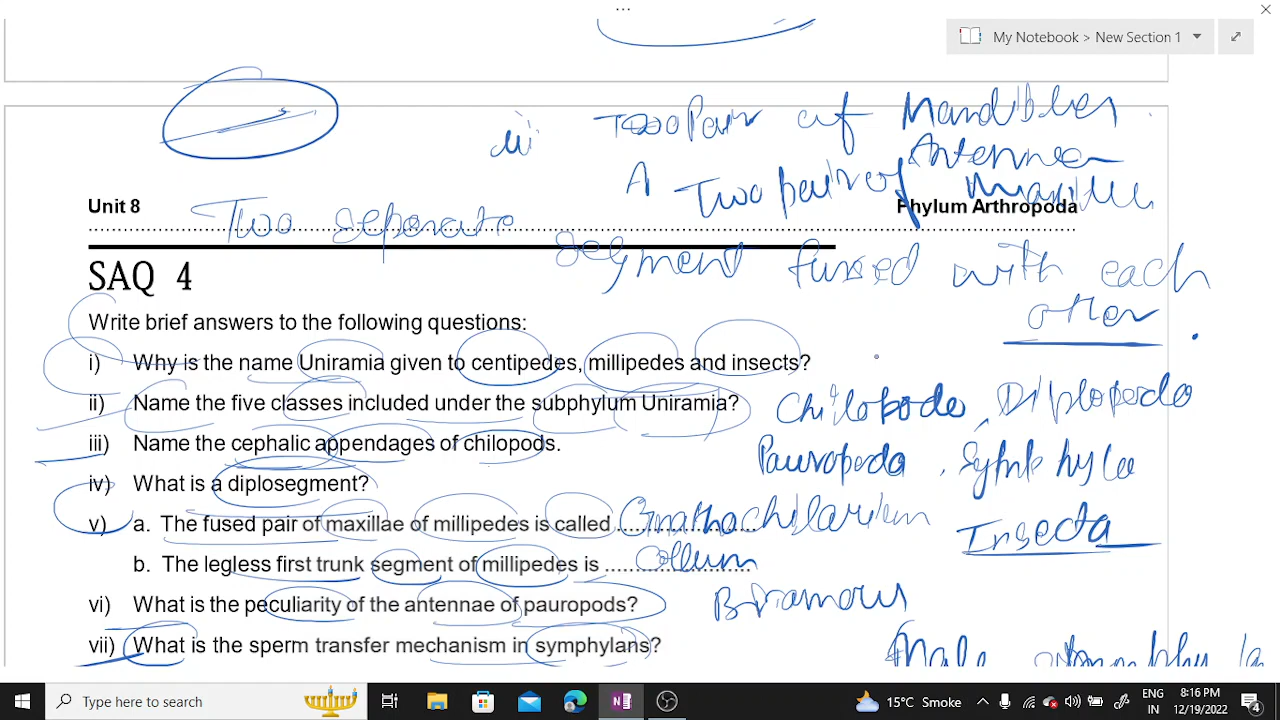 ...
My Notebook > New Section 1
iii Two Pair of Mandibles
Antennae
A Two pair of Maxillae
Unit 8
Phylum Arthropoda
Two seperate segment fused with each other
SAQ 4
Write brief answers to the following questions:
i) Why is the name Uniramia given to centipedes, millipedes and insects?
ii) Name the five classes included under the subphylum Uniramia?
Chilopoda, Diplopoda
iii) Name the cephalic appendages of chilopods.
Pauropoda, Symphyla
iv) What is a diplosegment?
v) a. The fused pair of maxillae of millipedes is called .......... Gnathochilarium
Insecta
b. The legless first trunk segment of millipedes is .......... Collum
vi) What is the peculiarity of the antennae of pauropods?
Biramous
vii) What is the sperm transfer mechanism in symphylans?
Male
Type here to search
15°C Smoke
ENG
IN
8:16 PM
12/19/2022
4